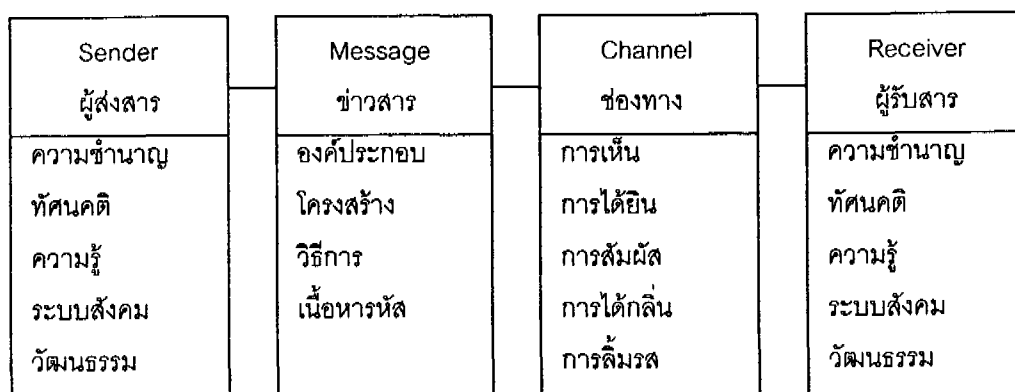 Sender
ผู้ส่งสาร
ความชำนาญ
ทัศนคติ
ความรู้
ระบบสังคม
วัฒนธรรม
Message
ข่าวสาร
องค์ประกอบ
โครงสร้าง
วิธีการ
เนื้อหารหัส
Channel
ช่องทาง
การเห็น
การได้ยิน
การสัมผัส
การได้กลิ่น
การลิ้มรส
Receiver
ผู้รับสาร
ความชำนาญ
ทัศนคติ
ความรู้
ระบบสังคม
วัฒนธรรม